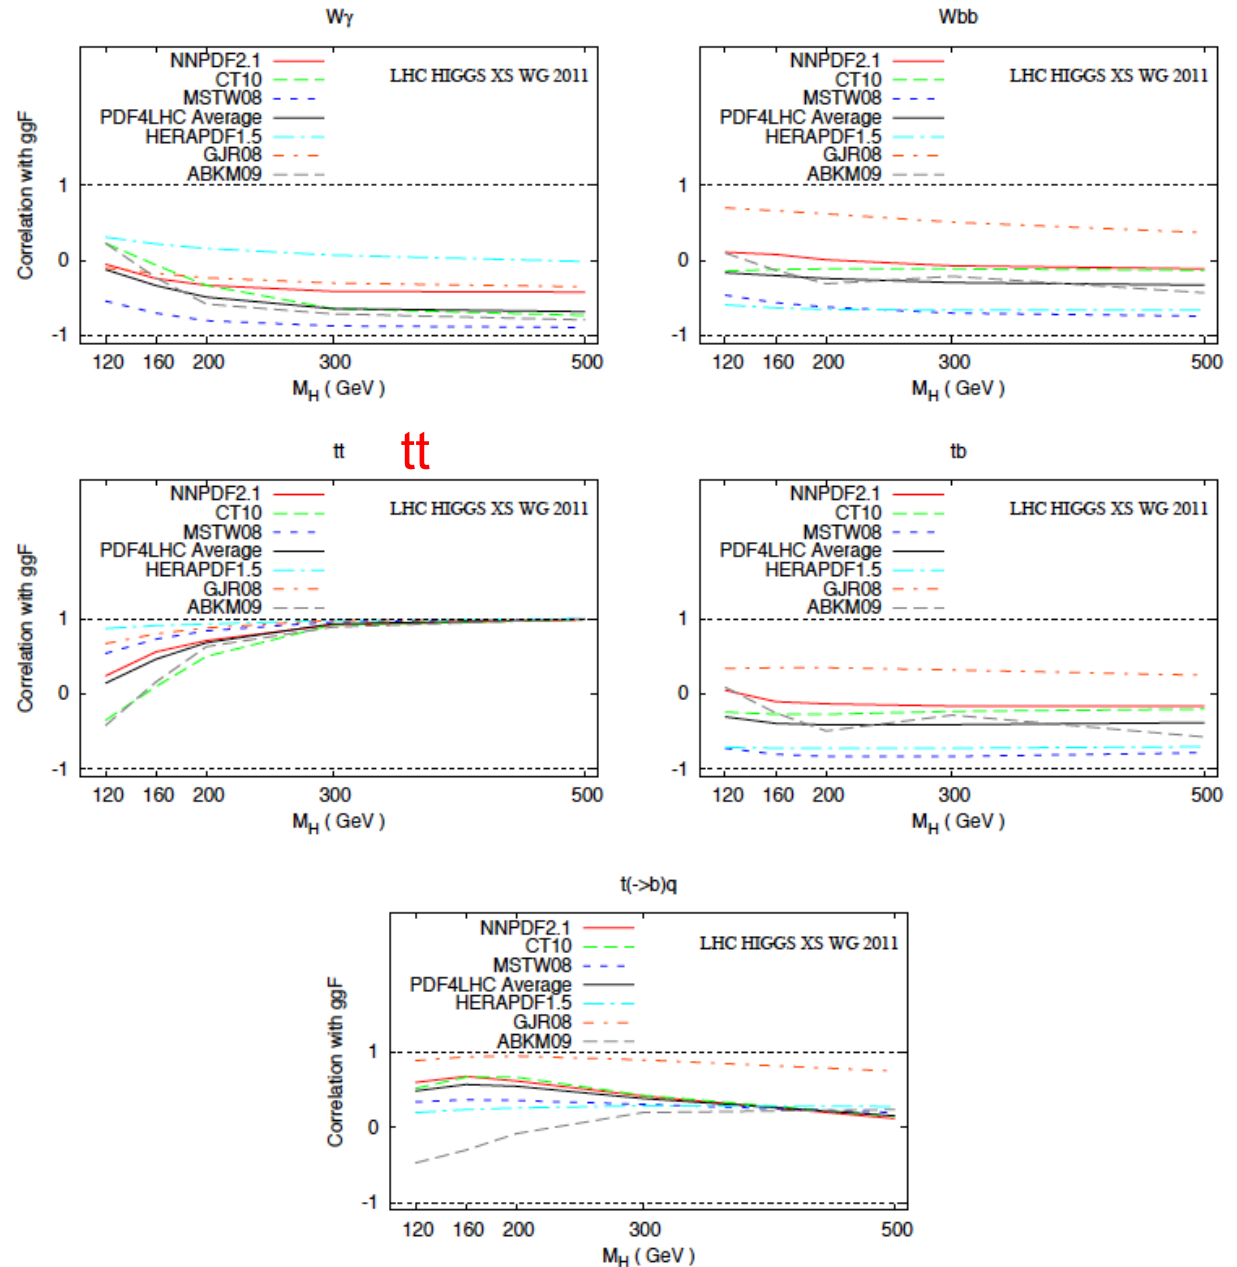 Wγ
NNPDF2.1
CT10
MSTW08
PDF4LHC Average
HERAPDF1.5
GJR08
ABKM09
LHC HIGGS XS WG 2011
Correlation with ggF
1
0
-1
120 160 200 300 500
M_H ( GeV )
Wbb
NNPDF2.1
CT10
MSTW08
PDF4LHC Average
HERAPDF1.5
GJR08
ABKM09
LHC HIGGS XS WG 2011
1
0
-1
120 160 200 300 500
M_H ( GeV )
tt
tt
NNPDF2.1
CT10
MSTW08
PDF4LHC Average
HERAPDF1.5
GJR08
ABKM09
LHC HIGGS XS WG 2011
Correlation with ggF
1
0
-1
120 160 200 300 500
M_H ( GeV )
tb
NNPDF2.1
CT10
MSTW08
PDF4LHC Average
HERAPDF1.5
GJR08
ABKM09
LHC HIGGS XS WG 2011
1
0
-1
120 160 200 300 500
M_H ( GeV )
t(->b)q
NNPDF2.1
CT10
MSTW08
PDF4LHC Average
HERAPDF1.5
GJR08
ABKM09
LHC HIGGS XS WG 2011
Correlation with ggF
1
0
-1
120 160 200 300 500
M_H ( GeV )